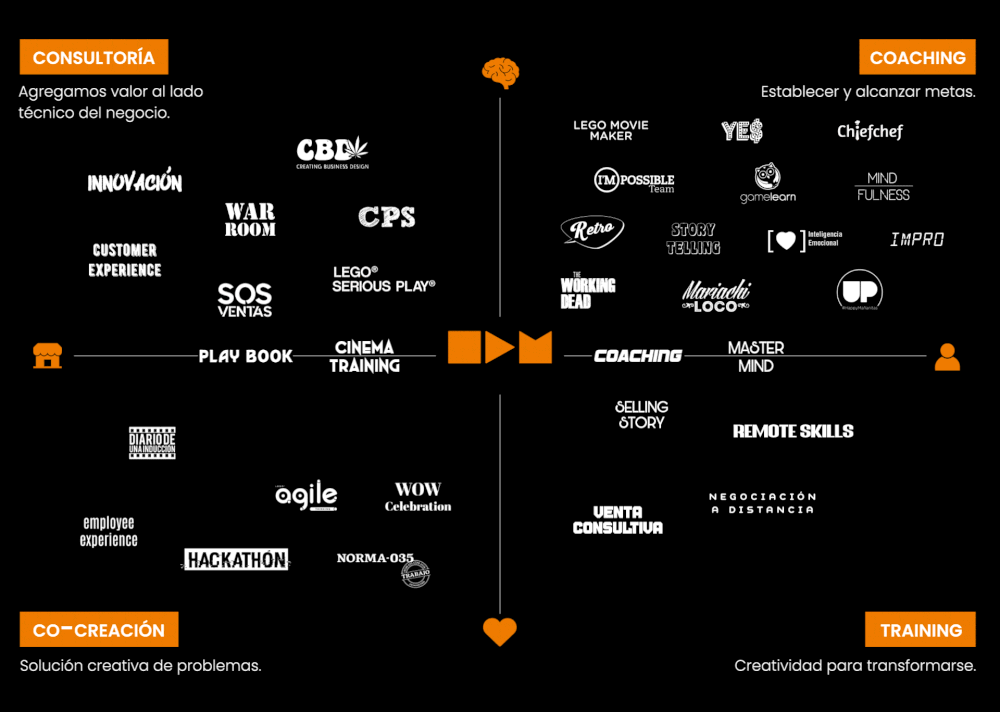 CONSULTORÍA
Agregamos valor al lado
técnico del negocio.
CBD
CREATING BUSINESS DESIGN
INNOVACIÓN
WAR
ROOM
CPS
CUSTOMER
EXPERIENCE
LEGO®
SERIOUS PLAY®
SOS
VENTAS
PLAY BOOK
CINEMA
TRAINING
COACHING
Establecer y alcanzar metas.
LEGO MOVIE
MAKER
YE$
Chiefchef
I'MPOSSIBLE
Team
gamelearn
MIND
FULNESS
Retro
STORY
TELLING
[ ] Inteligencia
Emocional
IMPRO
THE
WORKING
DEAD
Mariachi
LOCO
UP
COACHING
MASTER
MIND
DIARIO DE
UNA INDUCCIÓN
agile
WOW
Celebration
employee
experience
HACKATHÓN
NORMA-035
TRABAJO
CO-CREACIÓN
Solución creativa de problemas.
SELLING
STORY
REMOTE SKILLS
NEGOCIACIÓN
A DISTANCIA
VENTA
CONSULTIVA
TRAINING
Creatividad para transformarse.